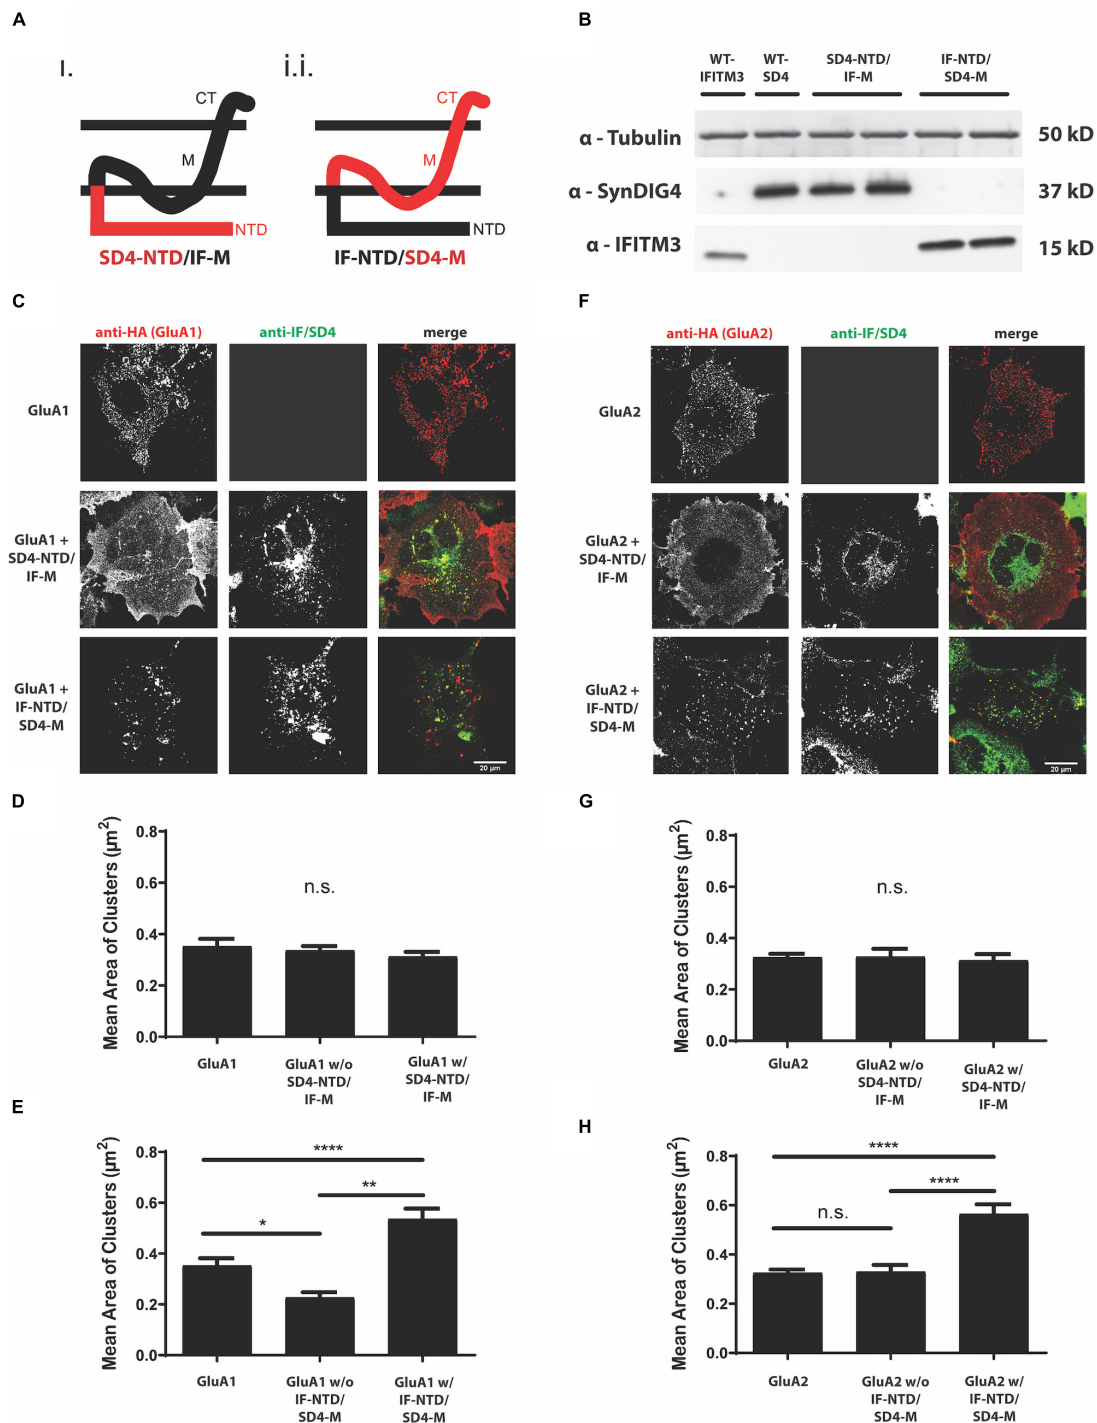 A
i.
i.i.
CT
CT
M
M
NTD
NTD
SD4-NTD/IF-M
IF-NTD/SD4-M
B
WT-
IFITM3
WT-
SD4
SD4-NTD/
IF-M
IF-NTD/
SD4-M
α - Tubulin
50 kD
α - SynDIG4
37 kD
α - IFITM3
15 kD
C
anti-HA (GluA1)
anti-IF/SD4
merge
GluA1
GluA1 +
SD4-NTD/
IF-M
GluA1 +
IF-NTD/
SD4-M
20 µm
F
anti-HA (GluA2)
anti-IF/SD4
merge
GluA2
GluA2 +
SD4-NTD/
IF-M
GluA2 +
IF-NTD/
SD4-M
20 µm
D
Mean Area of Clusters (µm²)
0.8
0.6
0.4
0.2
0.0
n.s.
GluA1
GluA1 w/o
SD4-NTD/
IF-M
GluA1 w/
SD4-NTD/
IF-M
G
Mean Area of Clusters (µm²)
0.8
0.6
0.4
0.2
0.0
n.s.
GluA2
GluA2 w/o
SD4-NTD/
IF-M
GluA2 w/
SD4-NTD/
IF-M
E
Mean Area of Clusters (µm²)
0.8
0.6
0.4
0.2
0.0
****
**
*
GluA1
GluA1 w/o
IF-NTD/
SD4-M
GluA1 w/
IF-NTD/
SD4-M
H
Mean Area of Clusters (µm²)
0.8
0.6
0.4
0.2
0.0
****
****
n.s.
GluA2
GluA2 w/o
IF-NTD/
SD4-M
GluA2 w/
IF-NTD/
SD4-M